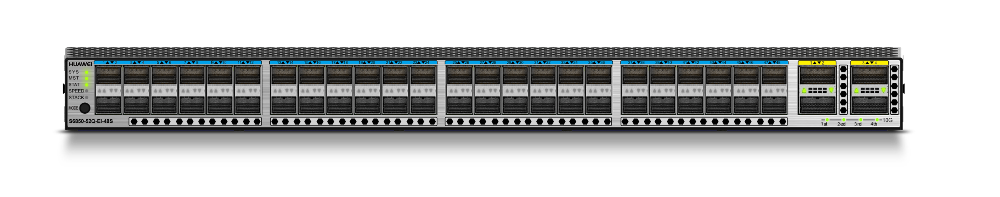 HUAWEI
SYS
MST
STAT
SPEED
STACK
MODE
S6850-52Q-EI-48S
1▲▼2 3▲▼4 5▲▼6 7▲▼8 9▲▼10 11▲▼12
13▲▼14 15▲▼16 17▲▼18 19▲▼20 21▲▼22 23▲▼24
25▲▼26 27▲▼28 29▲▼30 31▲▼32 33▲▼34 35▲▼36
37▲▼38 39▲▼40 41▲▼42 43▲▼44 45▲▼46 47▲▼48
1▲▼2
3▲▼4
10G
1st 2ed 3rd 4th